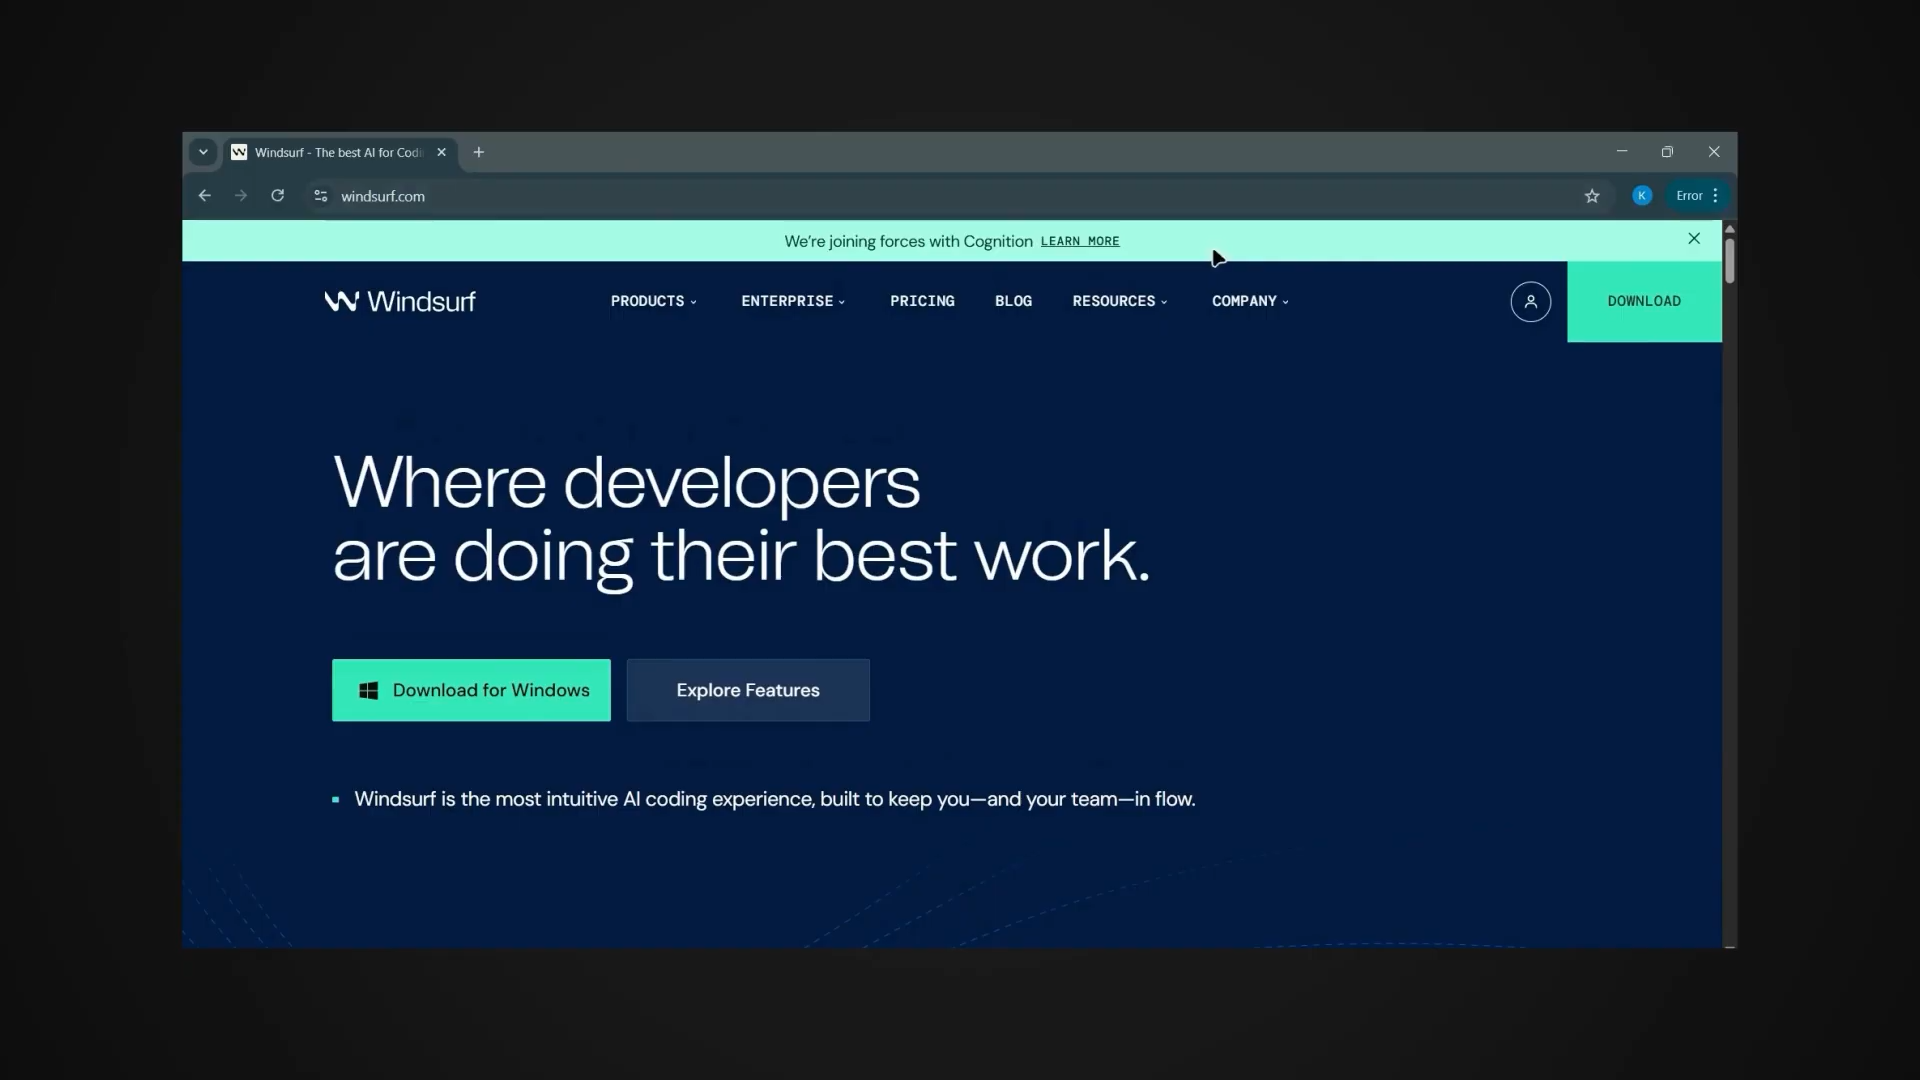 Windsurf - The best AI for Codi
windsurf.com
K
Error
We're joining forces with Cognition LEARN MORE
Windsurf
PRODUCTS
ENTERPRISE
PRICING
BLOG
RESOURCES
COMPANY
DOWNLOAD
Where developers
are doing their best work.
Download for Windows
Explore Features
Windsurf is the most intuitive AI coding experience, built to keep you—and your team—in flow.